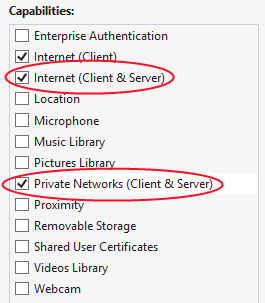 Capabilities:
Enterprise Authentication
Internet (Client)
Internet (Client & Server)
Location
Microphone
Music Library
Pictures Library
Private Networks (Client & Server)
Proximity
Removable Storage
Shared User Certificates
Videos Library
Webcam